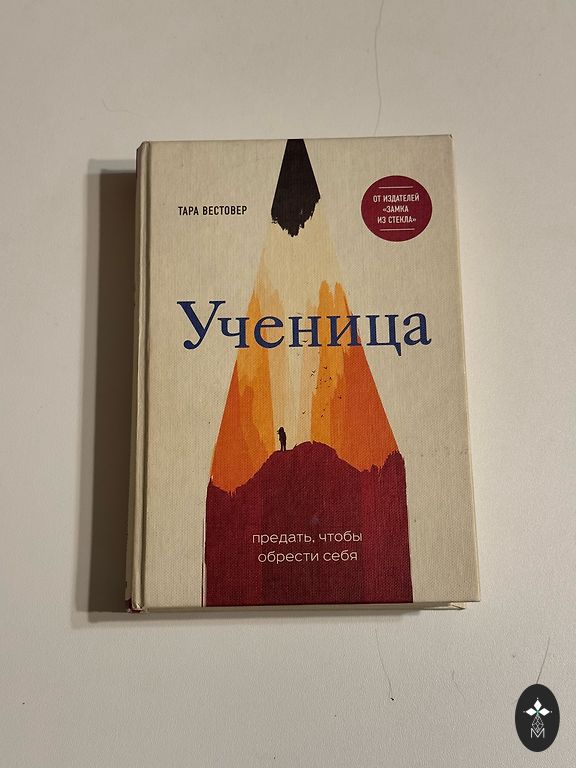 ТАРА ВЕСТОВЕР
ОТ ИЗДАТЕЛЕЙ
«ЗАМКА
ИЗ СТЕКЛА»
Ученица
предать, чтобы
обрести себя
M